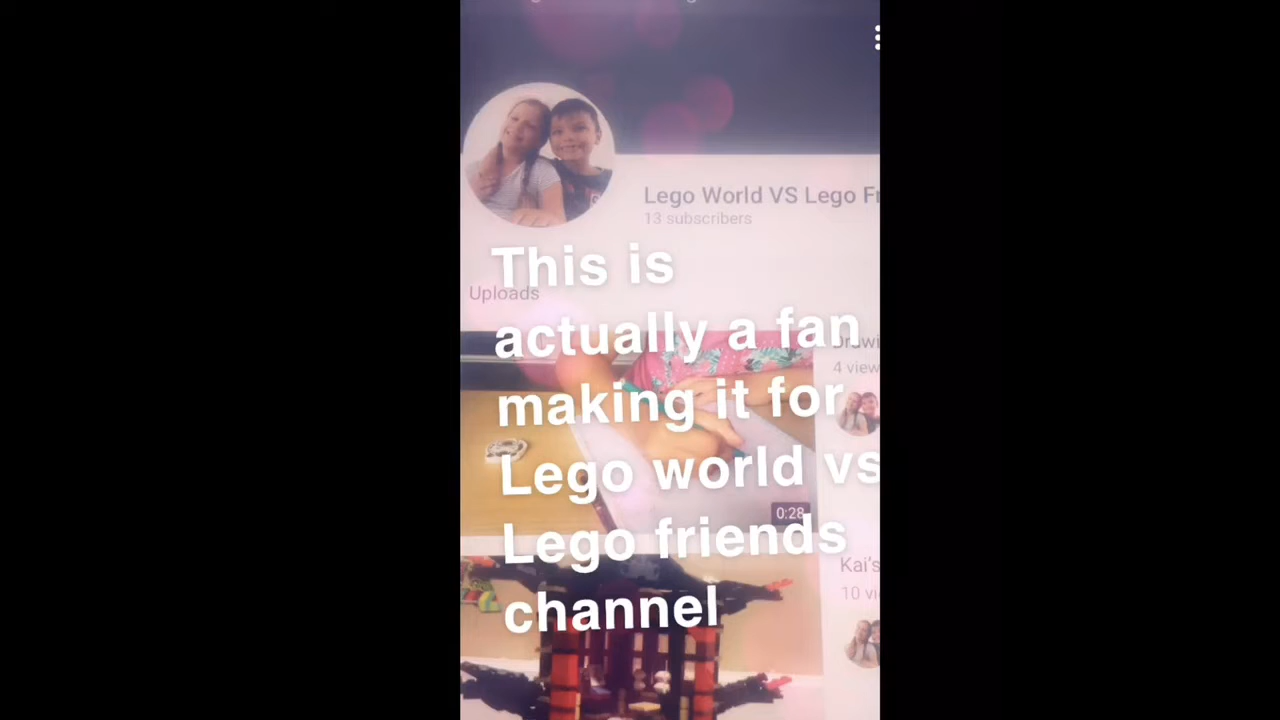 Lego World VS Lego Fr
13 subscribers
This is
Uploads
actually a fan
making it for
4 view
Lego world vs
0:28
Lego friends
Kai's
10 vi
channel